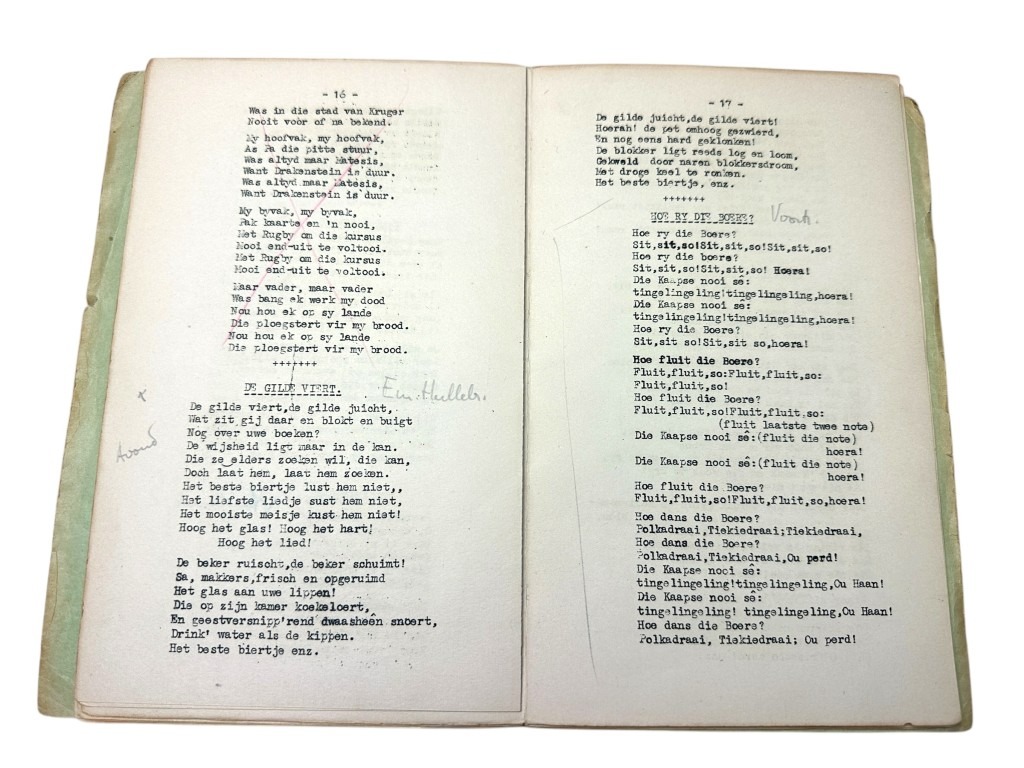 - 16 -
Was in die stad van Kruger
Nooit voòr of na bekend.
My hoofvak, my hoofvak,
As Pa die pitte stuur,
Was altyd maar Matesis,
Want Drakenstein is duur.
Was altyd maar Matesis,
Want Drakenstein is duur.
My byvak, my byvak,
Pak kaarte en 'n nooi,
Met Rugby om die kursus
Mooi end-uit te voltooi.
Met Rugby om die kursus
Mooi end-uit te voltooi.
Maar vader, maar vader
Was bang ek werk my dood
Nou hou ek op sy lande
Die ploegstert vir my brood.
Nou hou ek op sy lande
Die ploegstert vir my brood.
+++++++
DE GILDE VIERT.
Em. Hullebr.
x
Avond
De gilde viert,de gilde juicht,
Wat zit gij daar en blokt en buigt
Nog over uwe boeken?
De wijsheid ligt maar in de kan.
Die ze elders zoeken wil, die kan,
Doch laat hem, laat hem zoeken.
Het beste biertje lust hem niet,,
Het liefste liedje sust hem niet,
Het mooiste meisje kust hem niet!
Hoog het glas! Hoog het hart!
Hoog het lied!
De beker ruischt,de beker schuimt!
Sa, makkers,frisch en opgeruimd
Het glas aan uwe lippen!
Die op zijn kamer koekeloert,
En geestversnipp'rend dwaasheên snoert,
Drink' water als de kippen.
Het beste biertje enz.
- 17 -
De gilde juicht,de gilde viert!
Hoerah! de pet omhoog gezwierd,
En nog eens hard geklonken!
De blokker ligt reeds log en loom,
Gekweld door naren blokkersdroom,
Met droge keel te ronken.
Het beste biertje, enz.
+++++++
HOE RY DIE BOERE?
Hoe ry die Boere?
Sit,sit,so!Sit,sit,so!Sit,sit,so!
Hoe ry die boere?
Sit,sit,so!Sit,sit,so! Hoera!
Die Kaapse nooi sê:
tingelingeling!tingelingeling,hoera!
Die Kaapse nooi sê:
tingelingeling!tingelingeling,hoera!
Hoe ry die Boere?
Sit,sit so!Sit,sit so,hoera!
Hoe fluit die Boere?
Fluit,fluit,so:Fluit,fluit,so:
Fluit,fluit,so!
Hoe fluit die Boere?
Fluit,fluit,so!Fluit,fluit,so:
(fluit laatste twee note)
Die Kaapse nooi sê:(fluit die note)
hoera!
Die Kaapse nooi sê:(fluit die note)
hoera!
Hoe fluit die Boere?
Fluit,fluit,so!Fluit,fluit,so,hoera!
Hoe dans die Boere?
Polkadraai,Tiekiedraai;Tiekiedraai,
Hoe dans die Boere?
Polkadraai,Tiekiedraai,Ou perd!
Die Kaapse nooi sê:
tingelingeling!tingelingeling,Ou Haan!
Die Kaapse nooi sê:
tingelingeling! tingelingeling,Ou Haan!
Hoe dans die Boere?
Polkadraai, Tiekiedraai; Ou perd!